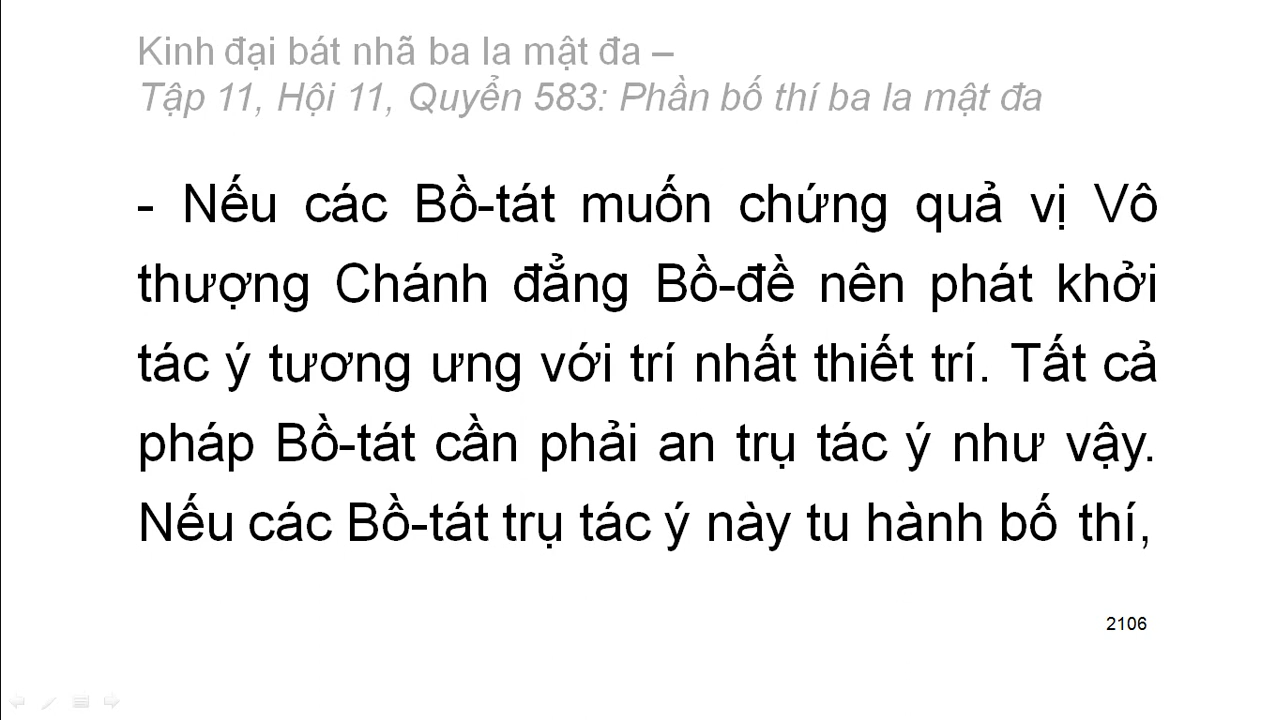 Kinh đại bát nhã ba la mật đa –
Tập 11, Hội 11, Quyển 583: Phần bố thí ba la mật đa
- Nếu các Bồ-tát muốn chứng quả vị Vô
thượng Chánh đẳng Bồ-đề nên phát khởi
tác ý tương ưng với trí nhất thiết trí. Tất cả
pháp Bồ-tát cần phải an trụ tác ý như vậy.
Nếu các Bồ-tát trụ tác ý này tu hành bố thí,
2106